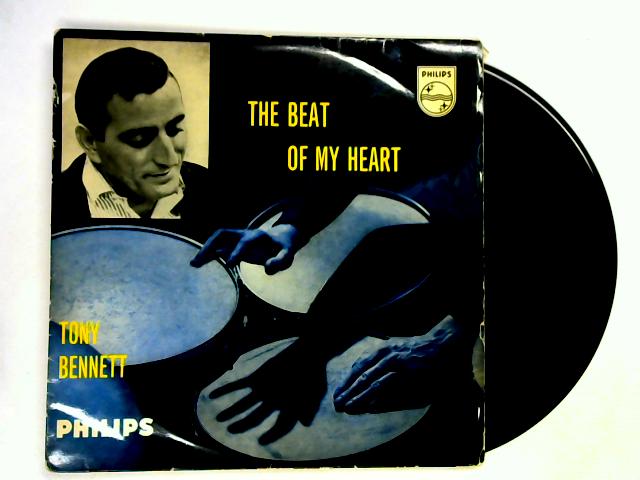 PHILIPS
THE BEAT
OF MY HEART
TONY
BENNETT
PHILIPS